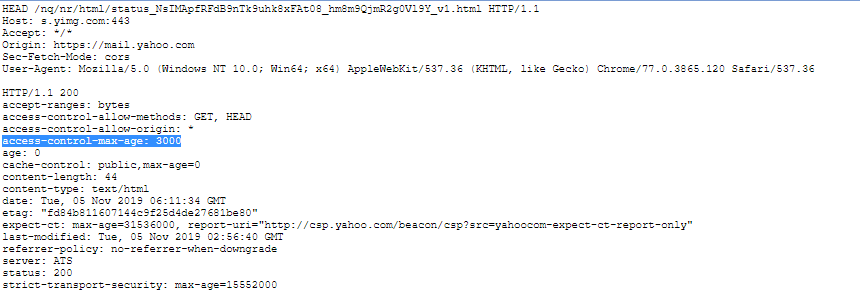 HEAD /nq/nr/html/status_NsIMApfRFdB9nTk9uhk8xFAt08_hm8m9QjmR2g0Vl9Y_v1.html HTTP/1.1
Host: s.yimg.com:443
Accept: */*
Origin: https://mail.yahoo.com
Sec-Fetch-Mode: cors
User-Agent: Mozilla/5.0 (Windows NT 10.0; Win64; x64) AppleWebKit/537.36 (KHTML, like Gecko) Chrome/77.0.3865.120 Safari/537.36
HTTP/1.1 200
accept-ranges: bytes
access-control-allow-methods: GET, HEAD
access-control-allow-origin: *
access-control-max-age: 3000
age: 0
cache-control: public,max-age=0
content-length: 44
content-type: text/html
date: Tue, 05 Nov 2019 06:11:34 GMT
etag: "fd84b811607144c9f25d4de27681be80"
expect-ct: max-age=31536000, report-uri="http://csp.yahoo.com/beacon/csp?src=yahoocom-expect-ct-report-only"
last-modified: Tue, 05 Nov 2019 02:56:40 GMT
referrer-policy: no-referrer-when-downgrade
server: ATS
status: 200
strict-transport-security: max-age=15552000